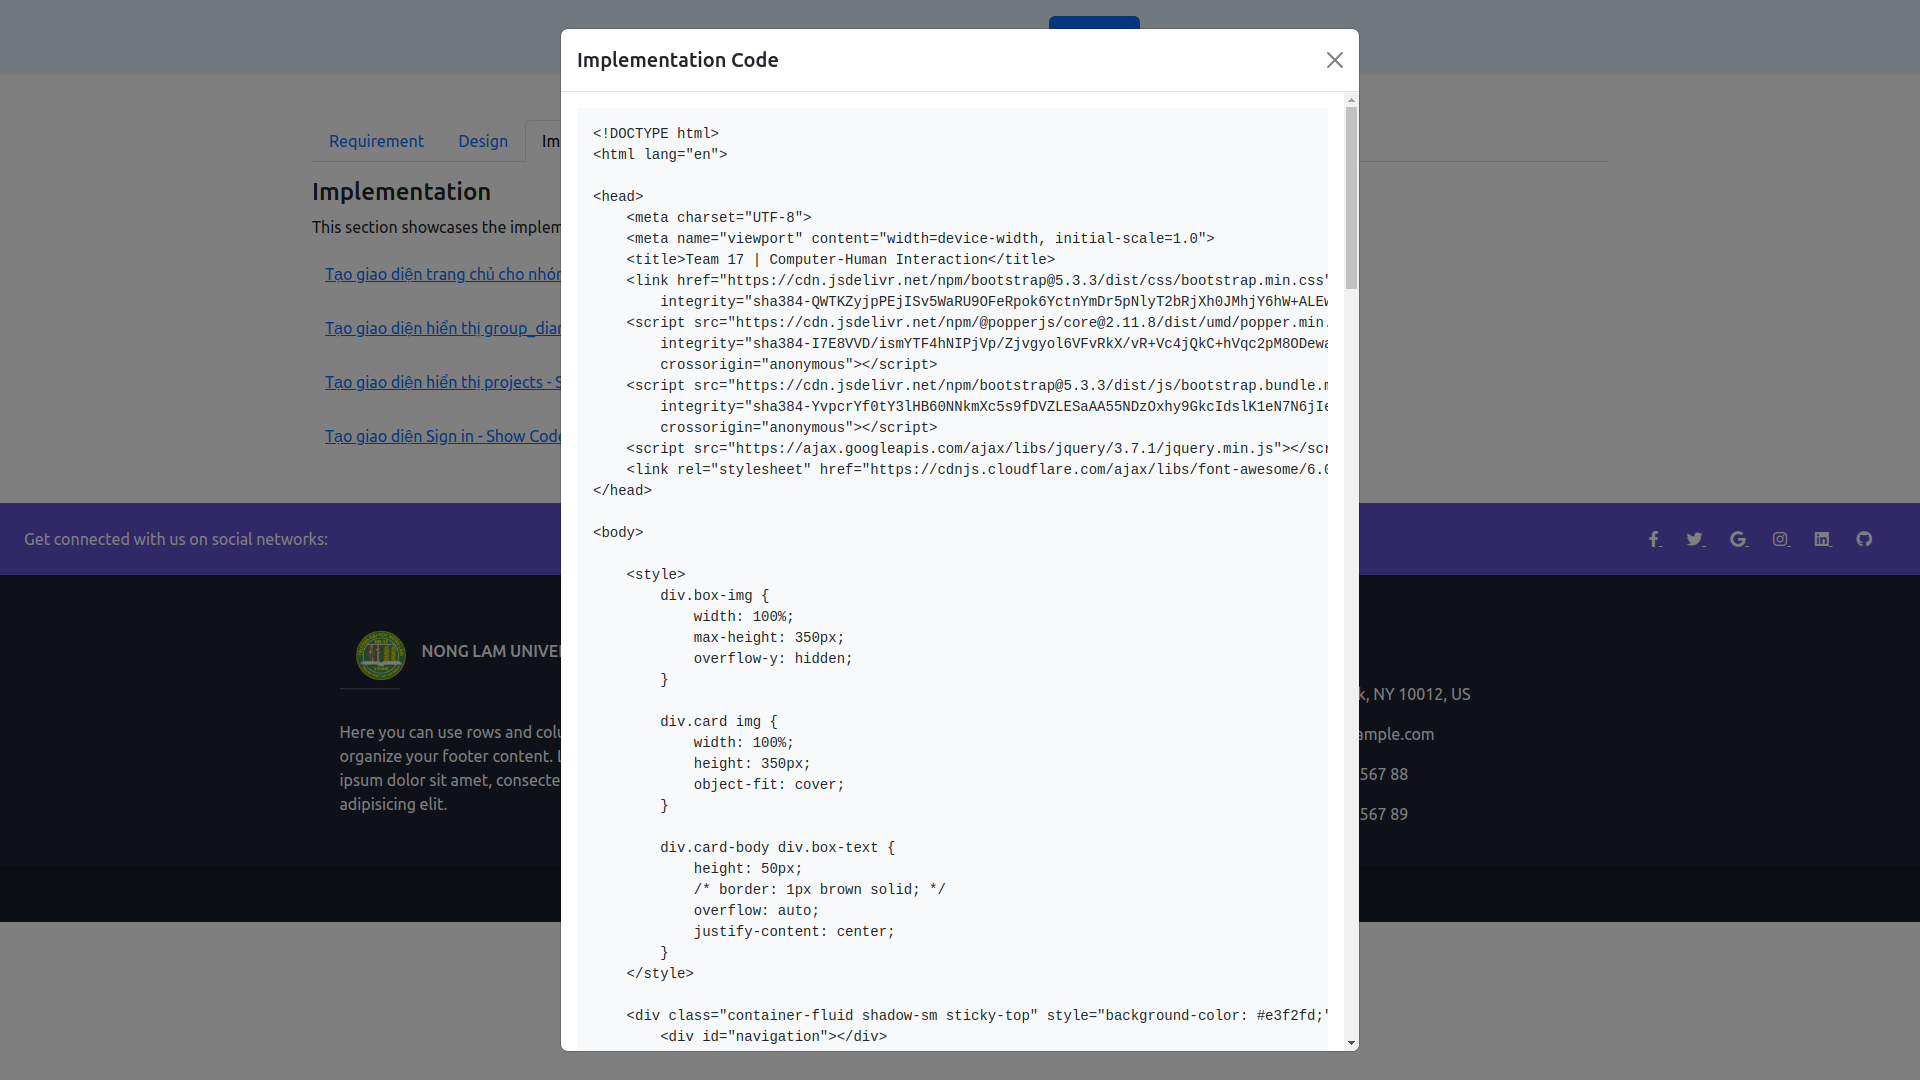 Implementation Code
<!DOCTYPE html>
<html lang="en">
<head>
<meta charset="UTF-8">
<meta name="viewport" content="width=device-width, initial-scale=1.0">
<title>Team 17 | Computer-Human Interaction</title>
<link href="https://cdn.jsdelivr.net/npm/bootstrap@5.3.3/dist/css/bootstrap.min.css"
integrity="sha384-QWTKZyjpPEjISv5WaRU9OFeRpok6YctnYmDr5pNlyT2bRjXh0JMhjY6hW+ALEw
<script src="https://cdn.jsdelivr.net/npm/@popperjs/core@2.11.8/dist/umd/popper.min.
integrity="sha384-I7E8VVD/ismYTF4hNIPjVp/Zjvgyol6VFvRkX/vR+Vc4jQkC+hVqc2pM8ODewa
crossorigin="anonymous"></script>
<script src="https://cdn.jsdelivr.net/npm/bootstrap@5.3.3/dist/js/bootstrap.bundle.m
integrity="sha384-YvpcrYf0tY3lHB60NNkmXc5s9fDVZLESaAA55NDzOxhy9GkcIdslK1eN7N6jIe
crossorigin="anonymous"></script>
<script src="https://ajax.googleapis.com/ajax/libs/jquery/3.7.1/jquery.min.js"></scr
<link rel="stylesheet" href="https://cdnjs.cloudflare.com/ajax/libs/font-awesome/6.0
</head>
<body>
<style>
div.box-img {
width: 100%;
max-height: 350px;
overflow-y: hidden;
}
div.card img {
width: 100%;
height: 350px;
object-fit: cover;
}
div.card-body div.box-text {
height: 50px;
/* border: 1px brown solid; */
overflow: auto;
justify-content: center;
}
</style>
<div class="container-fluid shadow-sm sticky-top" style="background-color: #e3f2fd;"
<div id="navigation"></div>
Requirement
Design
Im
Implementation
This section showcases the implem
Tạo giao diện trang chủ cho nhón
Tạo giao diện hiển thị group_diar
Tạo giao diện hiển thị projects - S
Tạo giao diện Sign in - Show Code
Get connected with us on social networks:
NONG LAM UNIVE
Here you can use rows and colu
organize your footer content. L
ipsum dolor sit amet, consecte
adipisicing elit.
k, NY 10012, US
ample.com
567 88
567 89